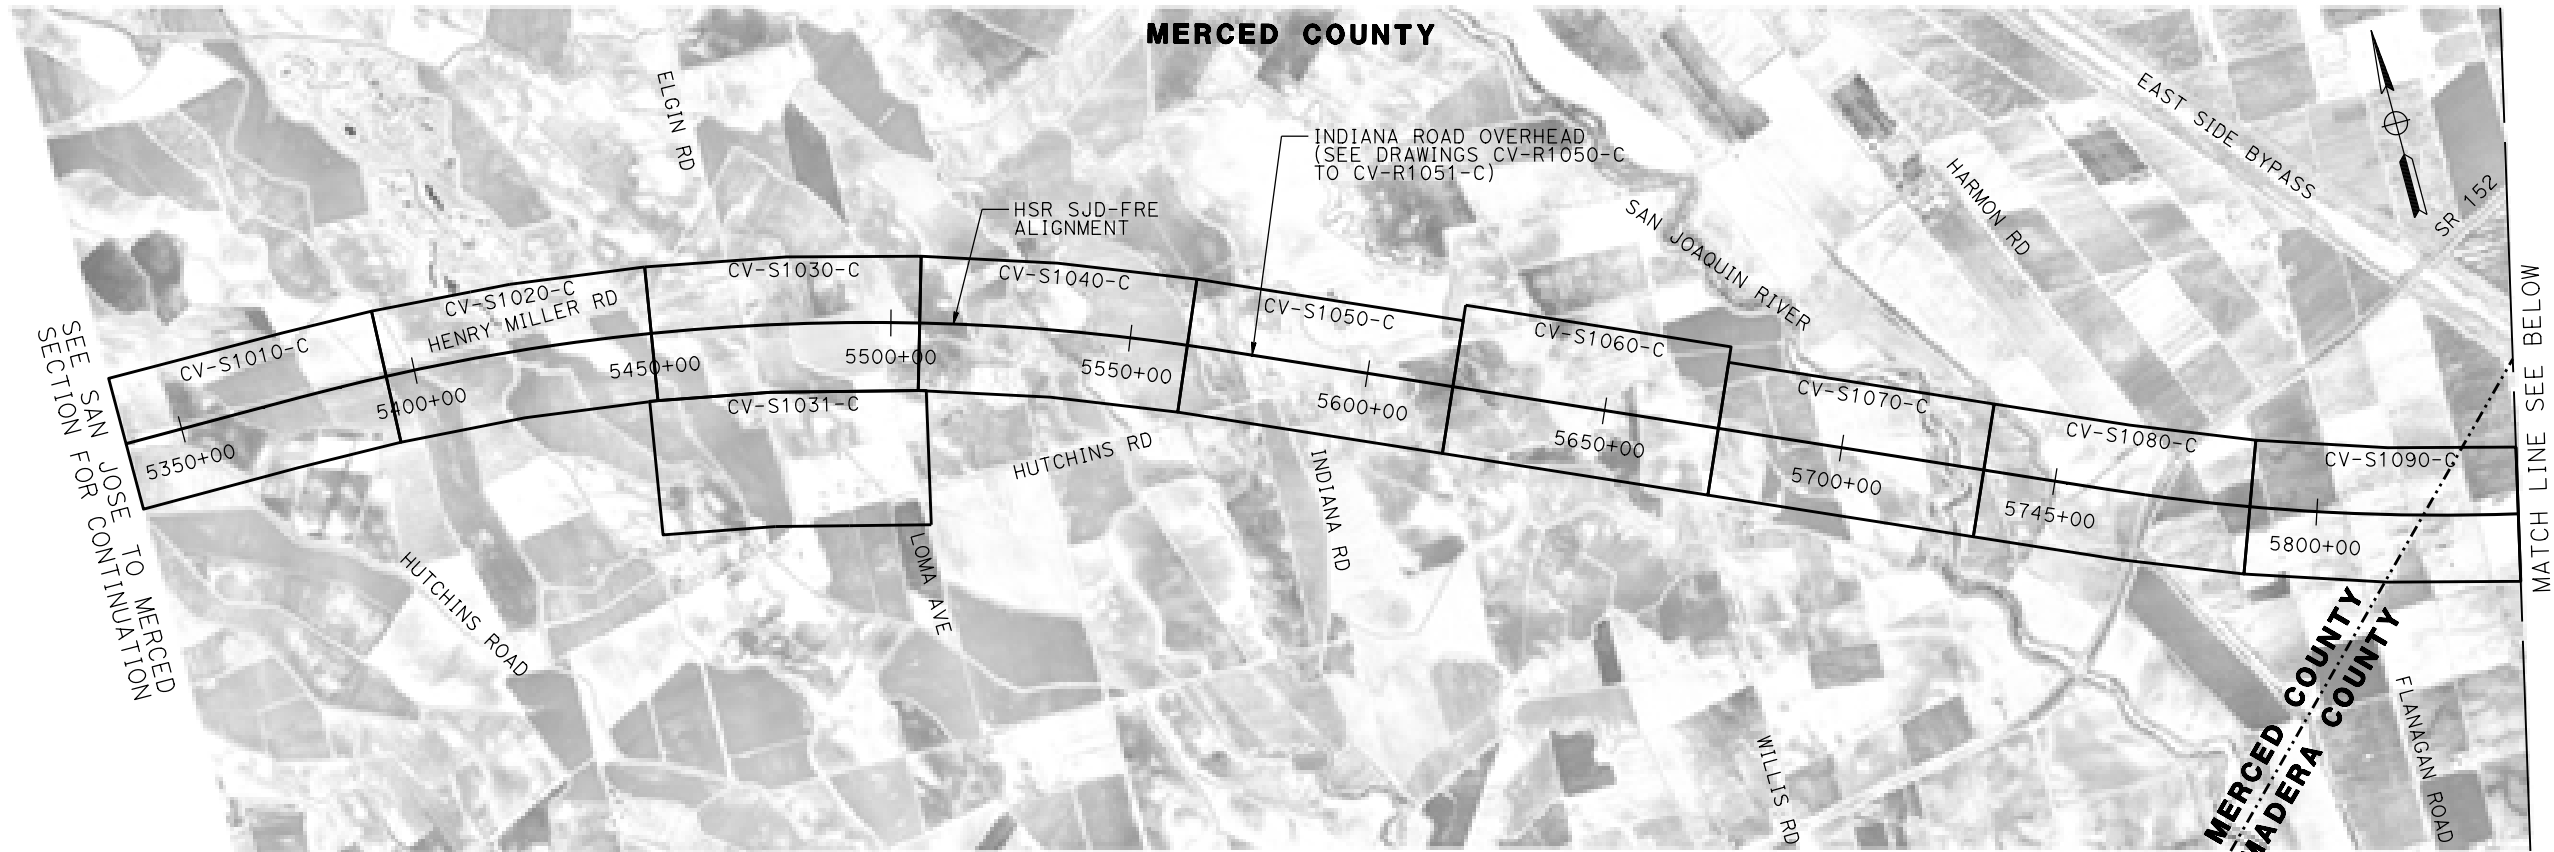 MERCED COUNTY
ELGIN RD
EAST SIDE BYPASS
INDIANA ROAD OVERHEAD
(SEE DRAWINGS CV-R1050-C
TO CV-R1051-C)
HARMON RD
SR 152
HSR SJD-FRE
ALIGNMENT
SAN JOAQUIN RIVER
CV-S1010-C
CV-S1020-C
HENRY MILLER RD
CV-S1030-C
CV-S1040-C
CV-S1050-C
CV-S1060-C
CV-S1070-C
CV-S1080-C
CV-S1090-C
SEE SAN JOSE TO MERCED
SECTION FOR CONTINUATION
MATCH LINE SEE BELOW
5350+00
5400+00
5450+00
5500+00
5550+00
5600+00
5650+00
5700+00
5745+00
5800+00
CV-S1031-C
HUTCHINS RD
INDIANA RD
HUTCHINS ROAD
LOMA AVE
WILLIS RD
MERCED COUNTY
MADERA COUNTY
FLANAGAN ROAD